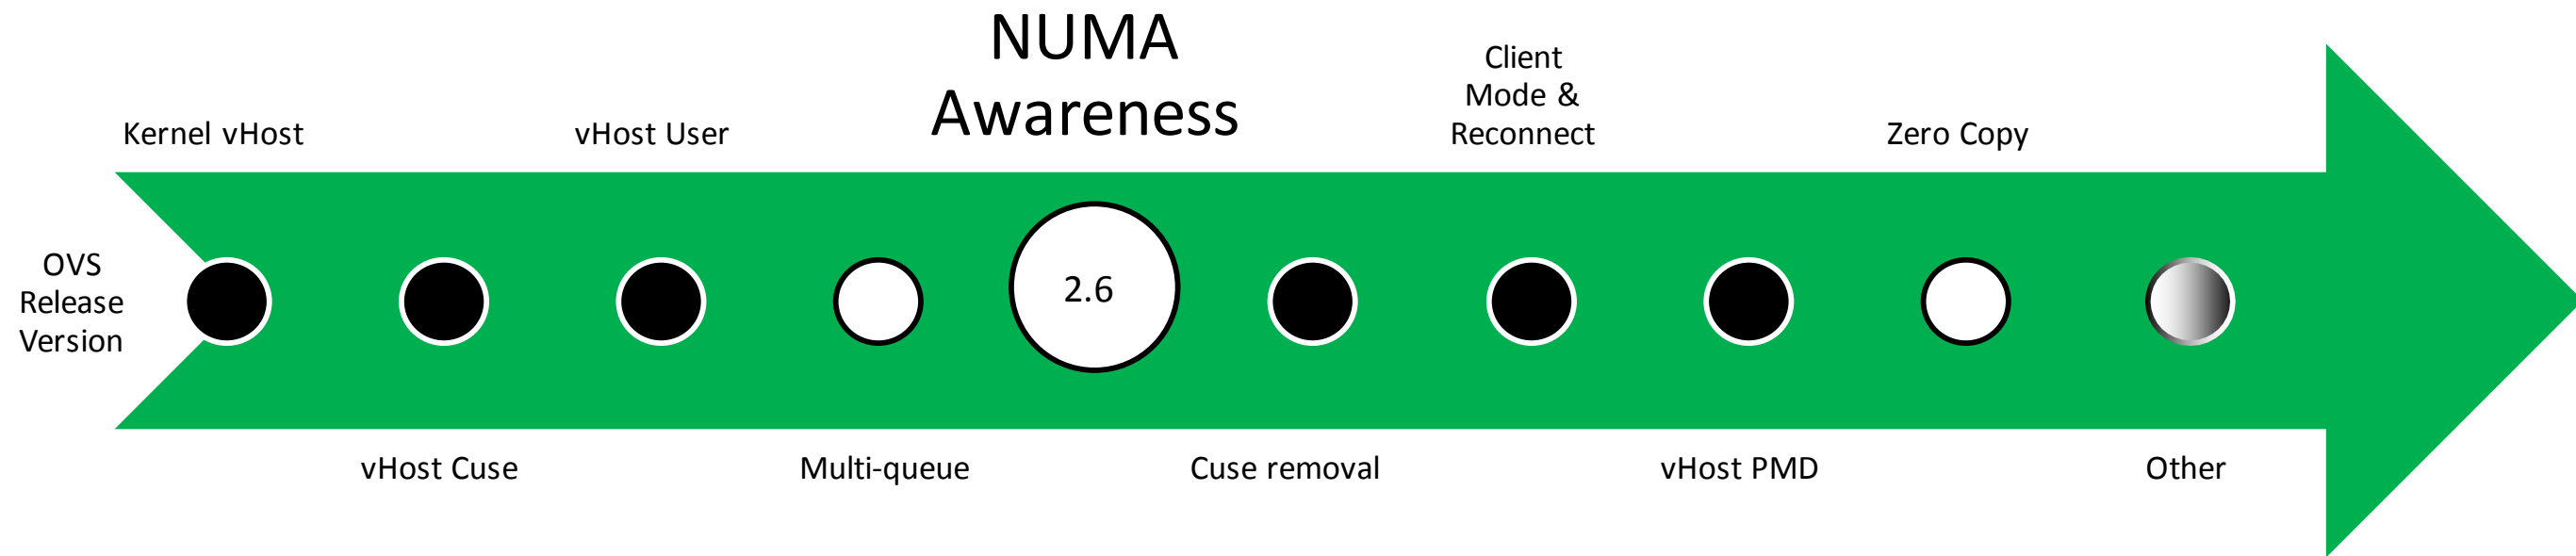 NUMA
Awareness
Client
Mode &
Reconnect
Kernel vHost
vHost User
Zero Copy
OVS
Release
Version
2.6
vHost Cuse
Multi-queue
Cuse removal
vHost PMD
Other